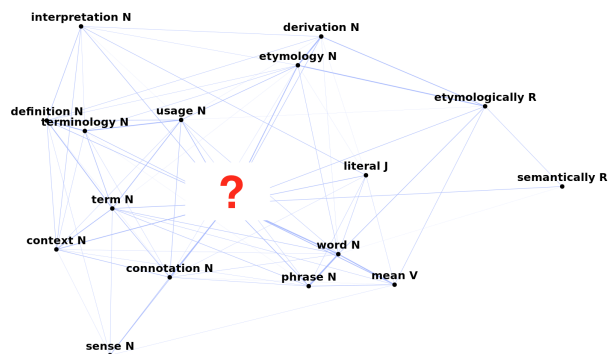 interpretation N
derivation N
etymology N
etymologically R
definition N
terminology N
usage N
literal J
semantically R
?
term N
context N
word N
connotation N
phrase N
mean V
sense N